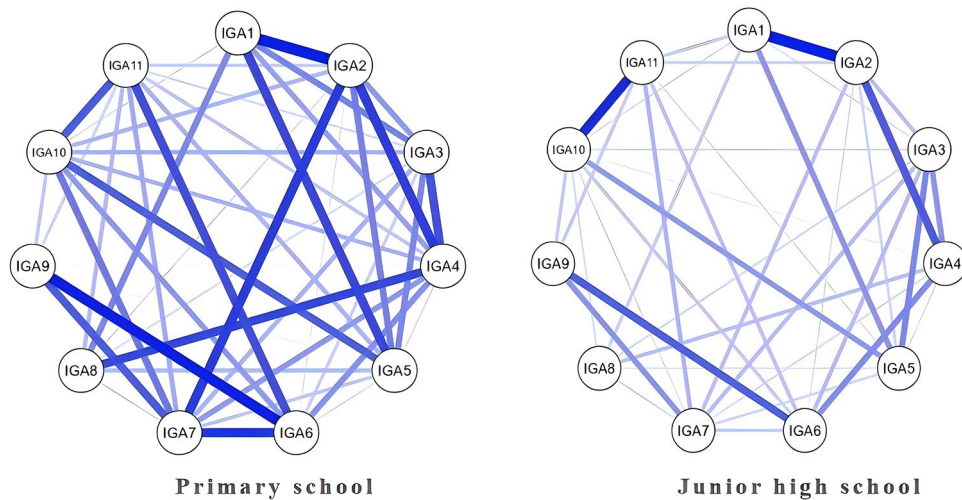 IGA1
IGA2
IGA3
IGA4
IGA5
IGA6
IGA7
IGA8
IGA9
IGA10
IGA11
Primary school
IGA1
IGA2
IGA3
IGA4
IGA5
IGA6
IGA7
IGA8
IGA9
IGA10
IGA11
Junior high school